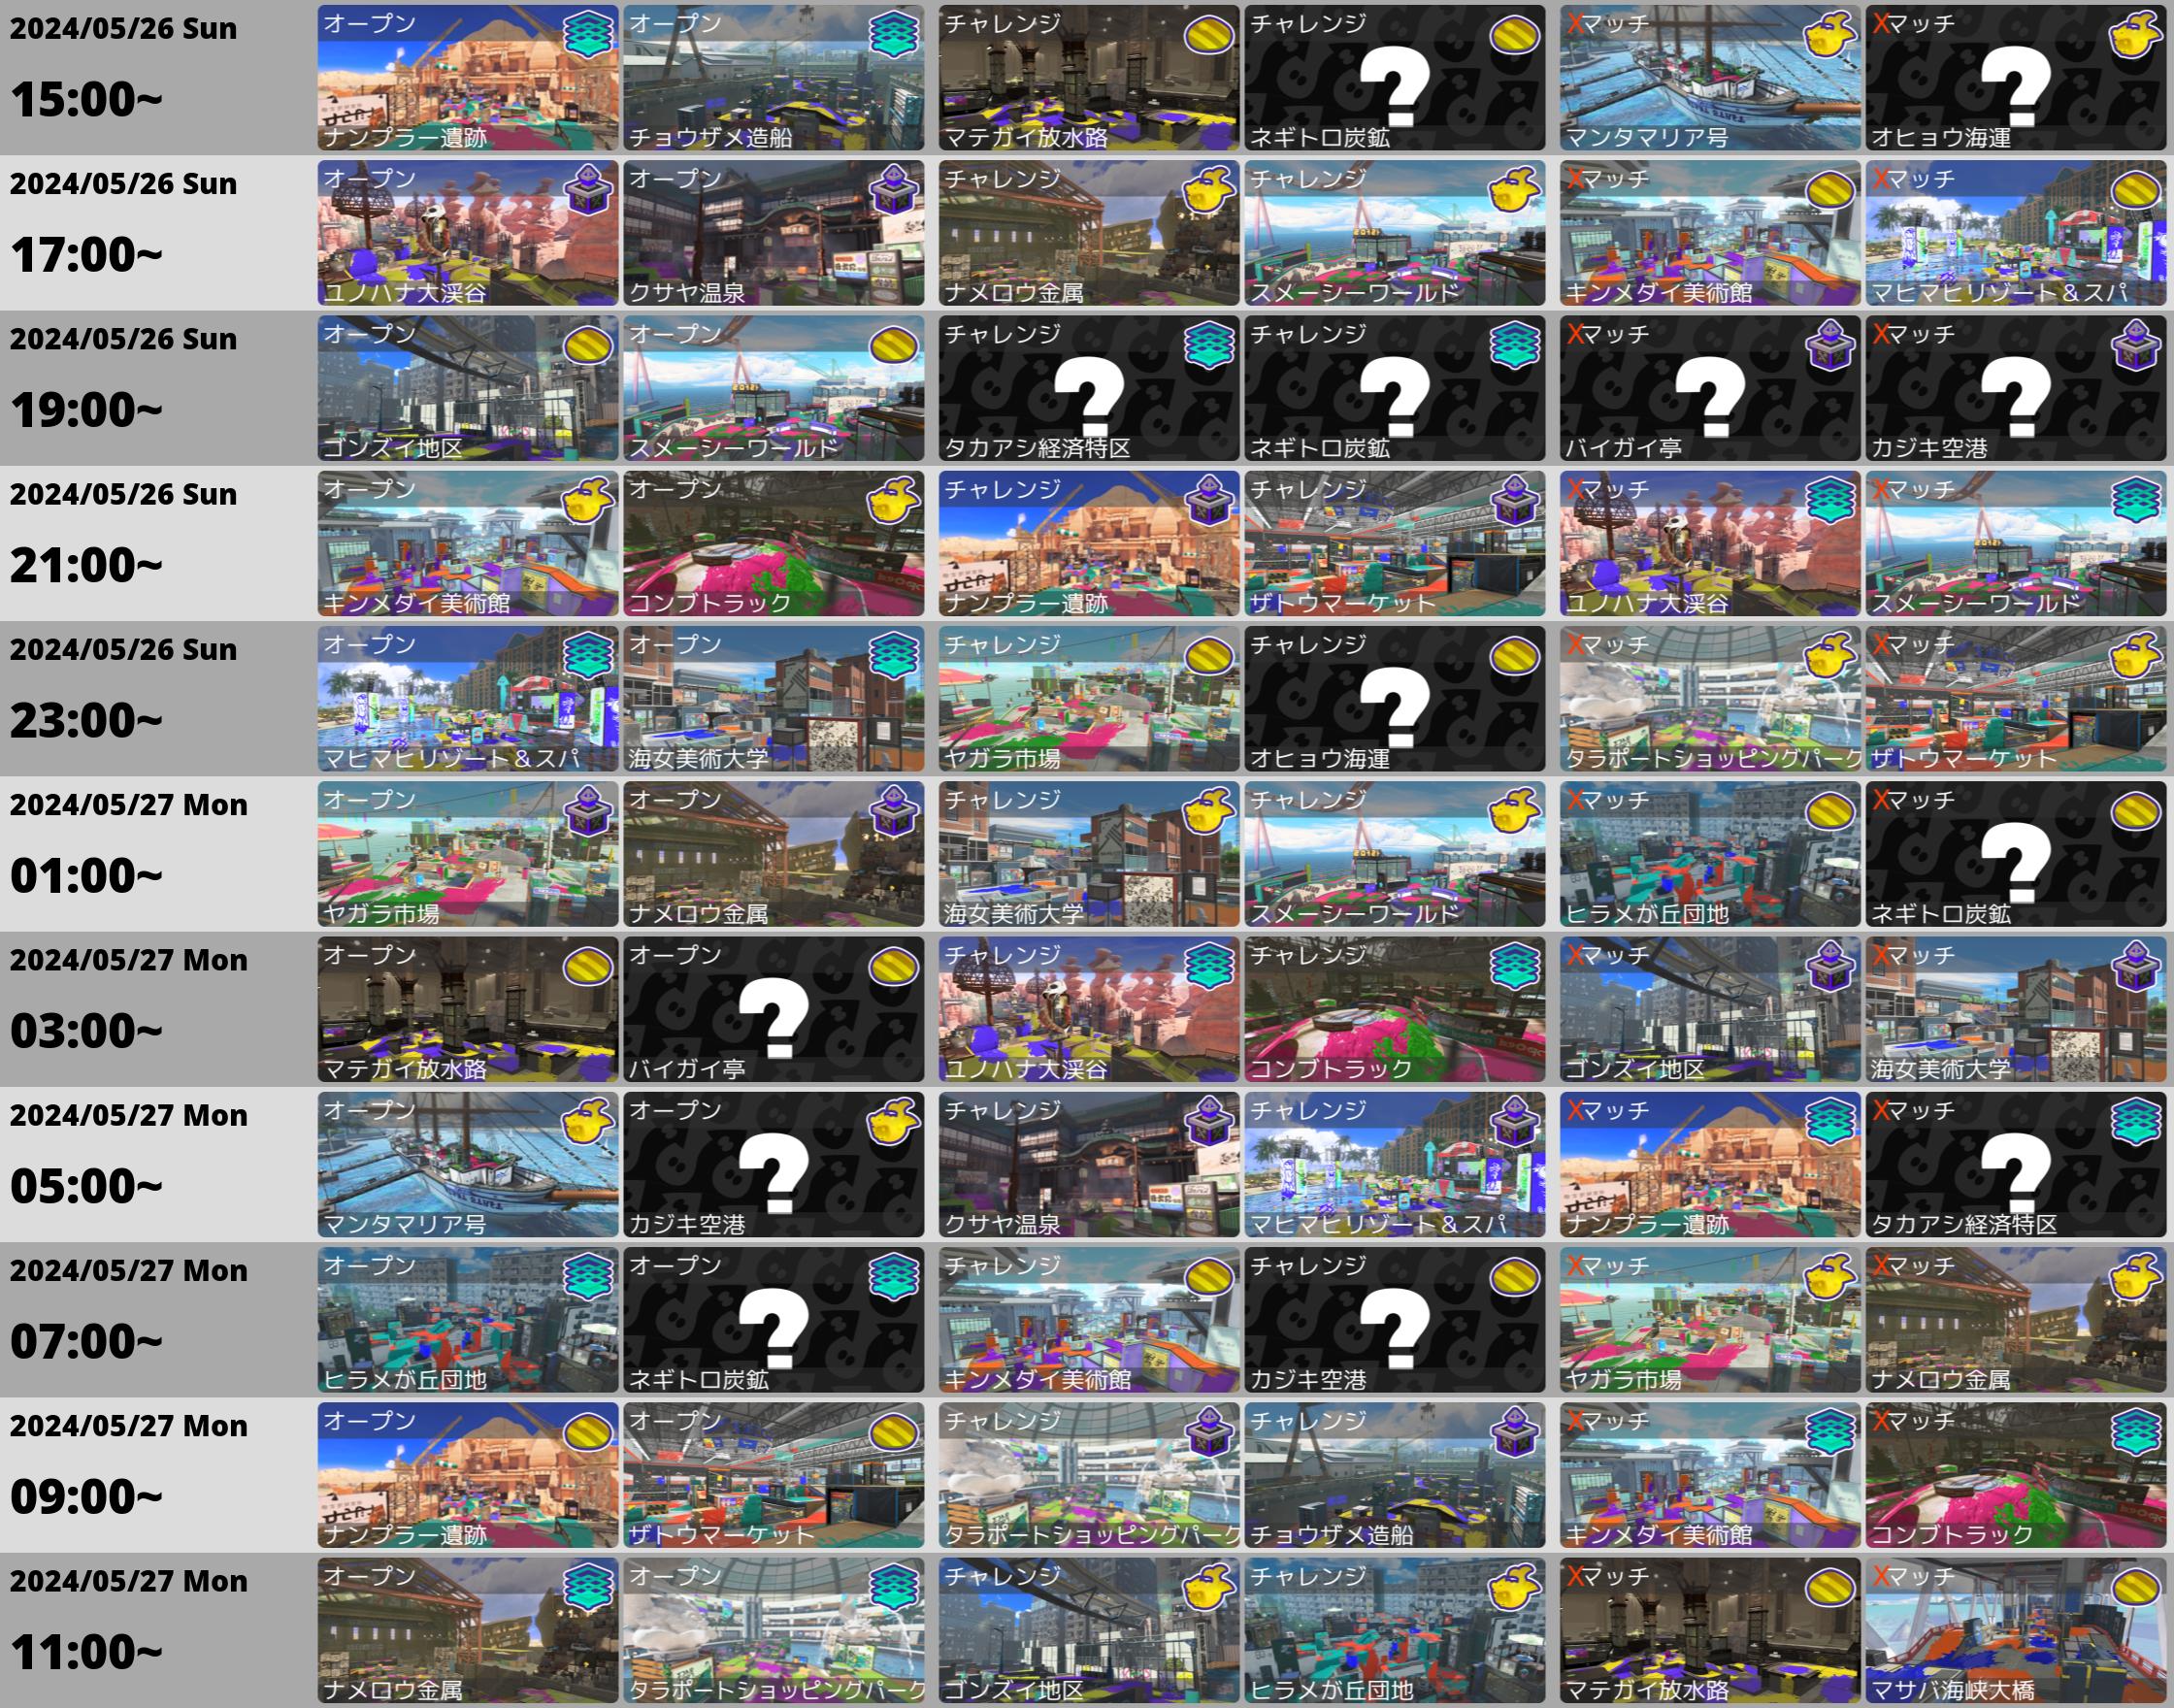 2024/05/26 Sun
15:00~
オープン
ナンプラー遺跡
オープン
チョウザメ造船
チャレンジ
マテガイ放水路
チャレンジ
?
ネギトロ炭鉱
Xマッチ
マンタマリア号
Xマッチ
?
オヒョウ海運
2024/05/26 Sun
17:00~
オープン
ユノハナ大渓谷
オープン
クサヤ温泉
チャレンジ
ナメロウ金属
チャレンジ
スメーシーワールド
Xマッチ
キンメダイ美術館
Xマッチ
マヒマヒリゾート&スパ
2024/05/26 Sun
19:00~
オープン
ゴンズイ地区
オープン
スメーシーワールド
チャレンジ
?
タカアシ経済特区
チャレンジ
?
ネギトロ炭鉱
Xマッチ
?
バイガイ亭
Xマッチ
?
カジキ空港
2024/05/26 Sun
21:00~
オープン
キンメダイ美術館
オープン
コンブトラック
チャレンジ
ナンプラー遺跡
チャレンジ
ザトウマーケット
Xマッチ
ユノハナ大渓谷
Xマッチ
スメーシーワールド
2024/05/26 Sun
23:00~
オープン
マヒマヒリゾート&スパ
オープン
海女美術大学
チャレンジ
ヤガラ市場
チャレンジ
?
オヒョウ海運
Xマッチ
タラポートショッピングパーク
Xマッチ
ザトウマーケット
2024/05/27 Mon
01:00~
オープン
ヤガラ市場
オープン
ナメロウ金属
チャレンジ
海女美術大学
チャレンジ
スメーシーワールド
Xマッチ
ヒラメが丘団地
Xマッチ
?
ネギトロ炭鉱
2024/05/27 Mon
03:00~
オープン
マテガイ放水路
オープン
?
バイガイ亭
チャレンジ
ユノハナ大渓谷
チャレンジ
コンブトラック
Xマッチ
ゴンズイ地区
Xマッチ
海女美術大学
2024/05/27 Mon
05:00~
オープン
マンタマリア号
オープン
?
カジキ空港
チャレンジ
クサヤ温泉
チャレンジ
マヒマヒリゾート&スパ
Xマッチ
ナンプラー遺跡
Xマッチ
?
タカアシ経済特区
2024/05/27 Mon
07:00~
オープン
ヒラメが丘団地
オープン
?
ネギトロ炭鉱
チャレンジ
キンメダイ美術館
チャレンジ
?
カジキ空港
Xマッチ
ヤガラ市場
Xマッチ
ナメロウ金属
2024/05/27 Mon
09:00~
オープン
ナンプラー遺跡
オープン
ザトウマーケット
チャレンジ
タラポートショッピングパーク
チャレンジ
チョウザメ造船
Xマッチ
キンメダイ美術館
Xマッチ
コンブトラック
2024/05/27 Mon
11:00~
オープン
ナメロウ金属
オープン
タラポートショッピングパーク
チャレンジ
ゴンズイ地区
チャレンジ
ヒラメが丘団地
Xマッチ
マテガイ放水路
Xマッチ
マサバ海峡大橋